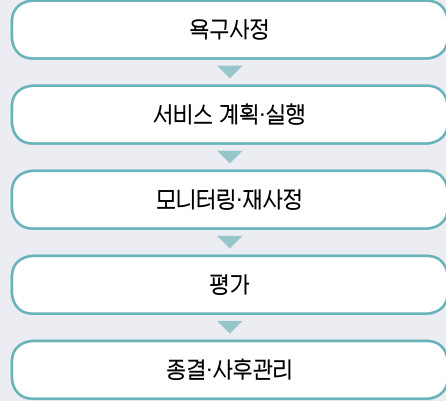 욕구사정
서비스 계획·실행
모니터링·재사정
평가
종결·사후관리